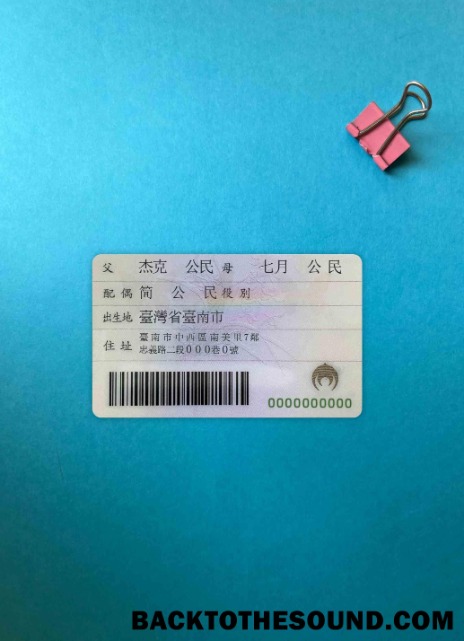 父 杰克 公民 母 七月 公民
配偶 简 公 民 役別
出生地 臺灣省臺南市
住址 臺南市中西區南美里7鄰
忠義路二段000巷0號
0000000000
BACKTOTHESOUND.COM